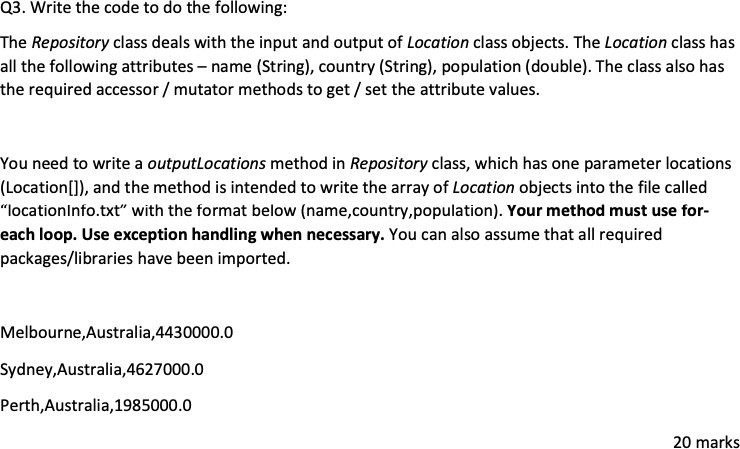 Q3. Write the code to do the following:
The Repository class deals with the input and output of Location class objects. The Location class has
all the following attributes – name (String), country (String), population (double). The class also has
the required accessor / mutator methods to get / set the attribute values.
You need to write a outputLocations method in Repository class, which has one parameter locations
(Location[]), and the method is intended to write the array of Location objects into the file called
“locationInfo.txt” with the format below (name,country,population). Your method must use for-
each loop. Use exception handling when necessary. You can also assume that all required
packages/libraries have been imported.
Melbourne,Australia,4430000.0
Sydney,Australia,4627000.0
Perth,Australia,1985000.0
20 marks